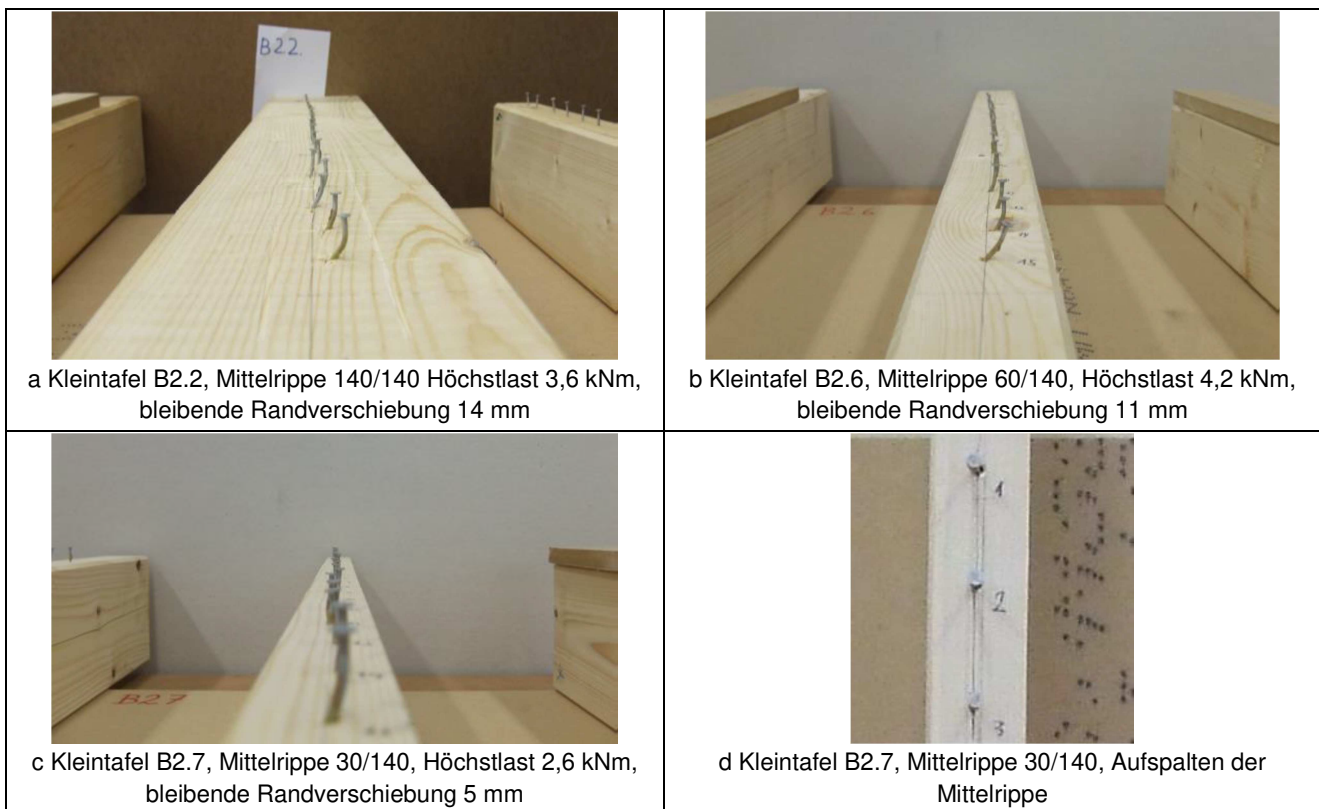 B2.2.
a Kleintafel B2.2, Mittelrippe 140/140 Höchstlast 3,6 kNm,
bleibende Randverschiebung 14 mm
B2.6
15
b Kleintafel B2.6, Mittelrippe 60/140, Höchstlast 4,2 kNm,
bleibende Randverschiebung 11 mm
B2.7
c Kleintafel B2.7, Mittelrippe 30/140, Höchstlast 2,6 kNm,
bleibende Randverschiebung 5 mm
1
2
3
d Kleintafel B2.7, Mittelrippe 30/140, Aufspalten der
Mittelrippe